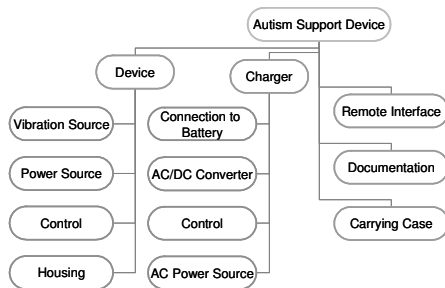 Autism Support Device
Device
Charger
Vibration Source
Power Source
Control
Housing
Connection to
Battery
AC/DC Converter
Control
AC Power Source
Remote Interface
Documentation
Carrying Case